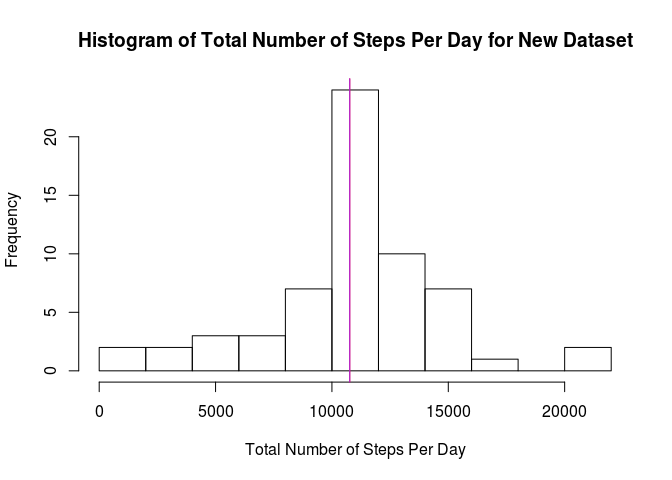 Histogram of Total Number of Steps Per Day for New Dataset
Frequency
20
15
10
5
0
0 5000 10000 15000 20000
Total Number of Steps Per Day